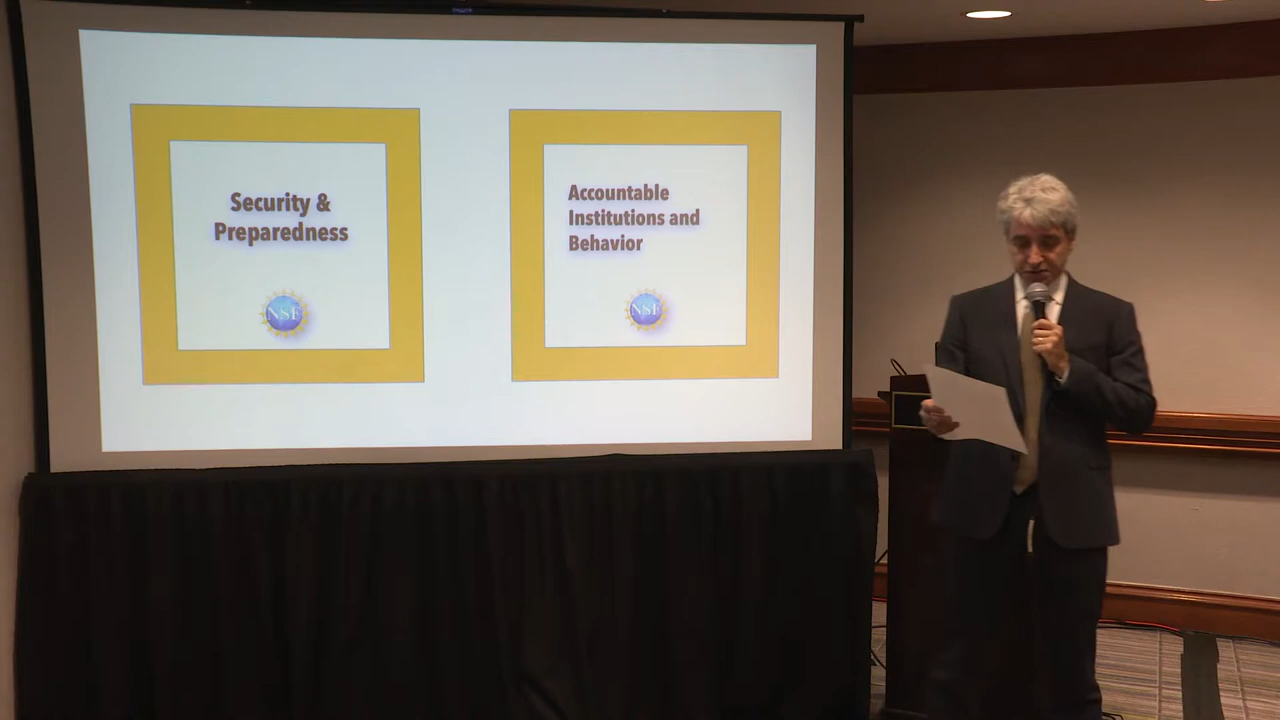 Security &
Preparedness
NSF
Accountable
Institutions and
Behavior
NSF